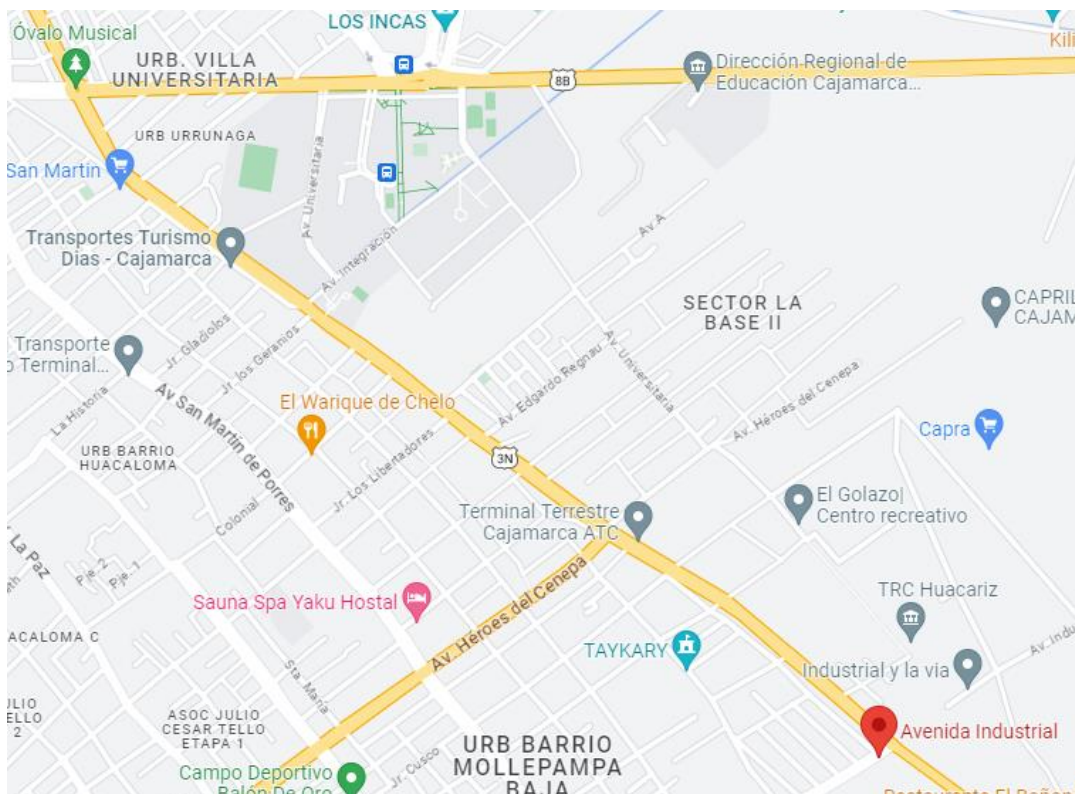 LOS INCAS
Óvalo Musical
Kili
URB. VILLA
UNIVERSITARIA
8B
Dirección Regional de
Educación Cajamarca...
URB URRUNAGA
San Martin
Av. Universitaria
Av. A
Transportes Turismo
Dias - Cajamarca
Av. Integración
SECTOR LA
BASE II
CAPRIL
CAJAM
Transporte
o Terminal...
Jr. Gladiolos
Jr. los Geranios
Av. Universitaria
La Historia
Av San Martín de Porres
El Warique de Chelo
Av. Edgardo Regnau
Av. Héroes del Cenepa
Capra
URB BARRIO
HUACALOMA
3N
Jr. Los Libertadores
Colonial
El Golazo|
Centro recreativo
Terminal Terrestre
Cajamarca ATC
La Paz
Pje. 2
Pje. 1
Av. Héroes del Cenepa
Sauna Spa Yaku Hostal
TRC Huacariz
ACALOMA C
TAYKARY
Av. Indu
Industrial y la via
Sta. María
JLIO
ELLO
2
ASOC JULIO
CESAR TELLO
ETAPA 1
Avenida Industrial
URB BARRIO
MOLLEPAMPA
BAJA
Jr. Cusco
Campo Deportivo
Balón De Oro